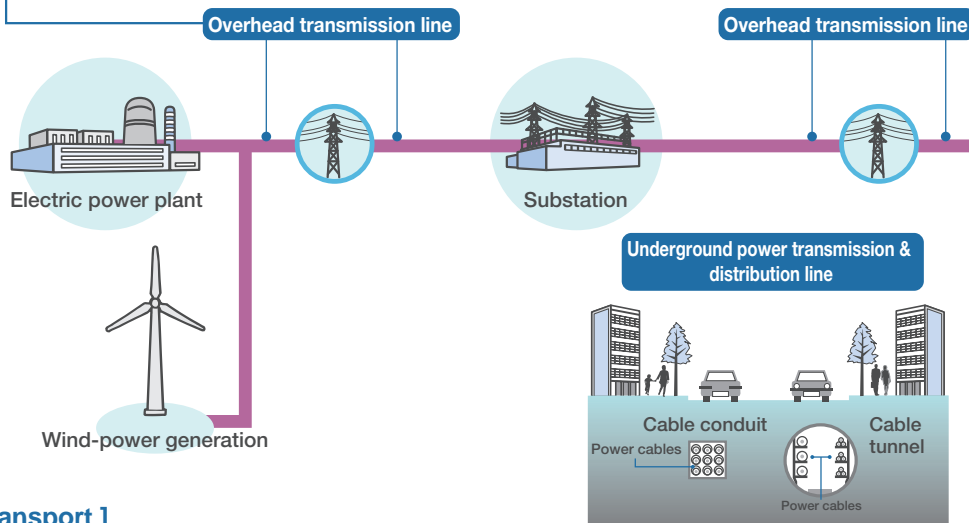 Overhead transmission line
Overhead transmission line
Electric power plant
Substation
Underground power transmission &
distribution line
Wind-power generation
Cable conduit
Cable
tunnel
Power cables
Power cables
ansport ]